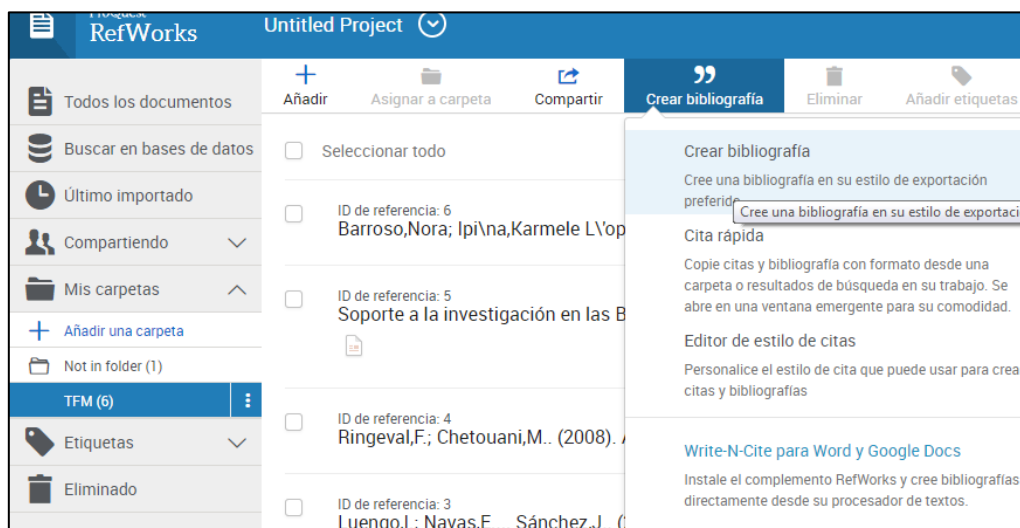 ProQuest
RefWorks
Untitled Project
Todos los documentos
Buscar en bases de datos
Último importado
Compartiendo
Mis carpetas
Añadir una carpeta
Not in folder (1)
TFM (6)
Etiquetas
Eliminado
Añadir
Asignar a carpeta
Compartir
Crear bibliografía
Eliminar
Añadir etiquetas
Seleccionar todo
ID de referencia: 6
Barroso,Nora; Ipi\na,Karmele L\'op
ID de referencia: 5
Soporte a la investigación en las B
ID de referencia: 4
Ringeval,F.; Chetouani,M.. (2008).
ID de referencia: 3
Luengo,I.; Navas,E.... Sánchez,J..
Crear bibliografía
Cree una bibliografía en su estilo de exportación
preferido
Cree una bibliografía en su estilo de exportaci
Cita rápida
Copie citas y bibliografía con formato desde una
carpeta o resultados de búsqueda en su trabajo. Se
abre en una ventana emergente para su comodidad.
Editor de estilo de citas
Personalice el estilo de cita que puede usar para crea
citas y bibliografías
Write-N-Cite para Word y Google Docs
Instale el complemento RefWorks y cree bibliografías
directamente desde su procesador de textos.